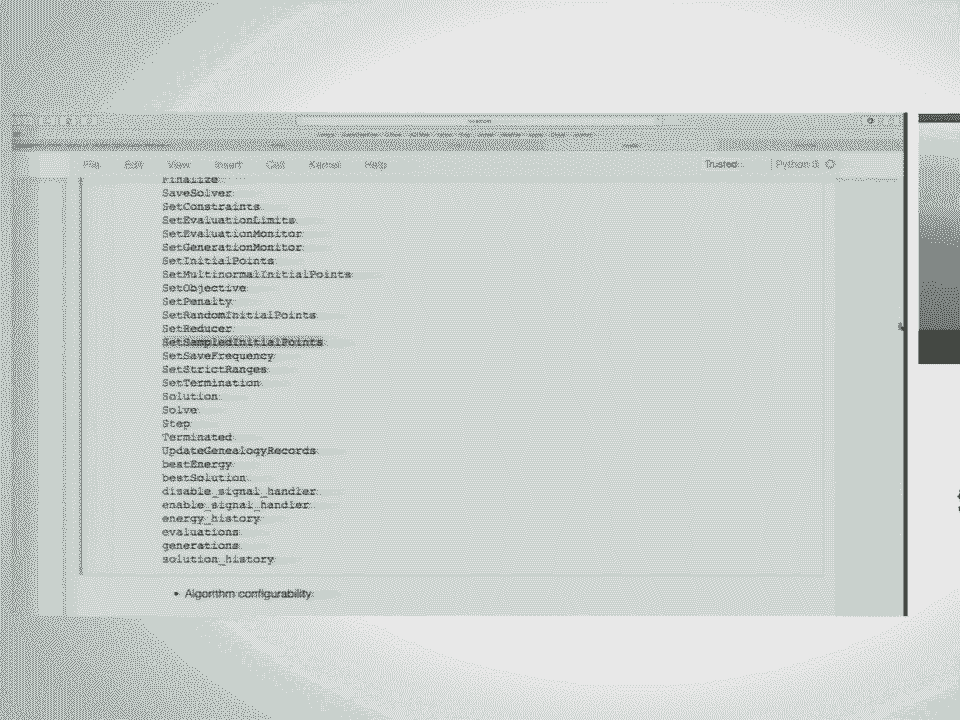 File Edit View Insert Cell Kernel Help Trusted Python 3
Finalize
SaveSolver
SetConstraints
SetEvaluationLimits
SetEvaluationMonitor
SetGenerationMonitor
SetInitialPoints
SetMultinormalInitialPoints
SetObjective
SetPenalty
SetRandomInitialPoints
SetReducer
SetSampledInitialPoints
SetSaveFrequency
SetStrictRanges
SetTermination
Solution
Solve
Step
Terminated
UpdateGenealogyRecords
bestEnergy
bestSolution
disable_signal_handler
enable_signal_handler
energy_history
evaluations
generations
solution_history
• Algorithm configurability